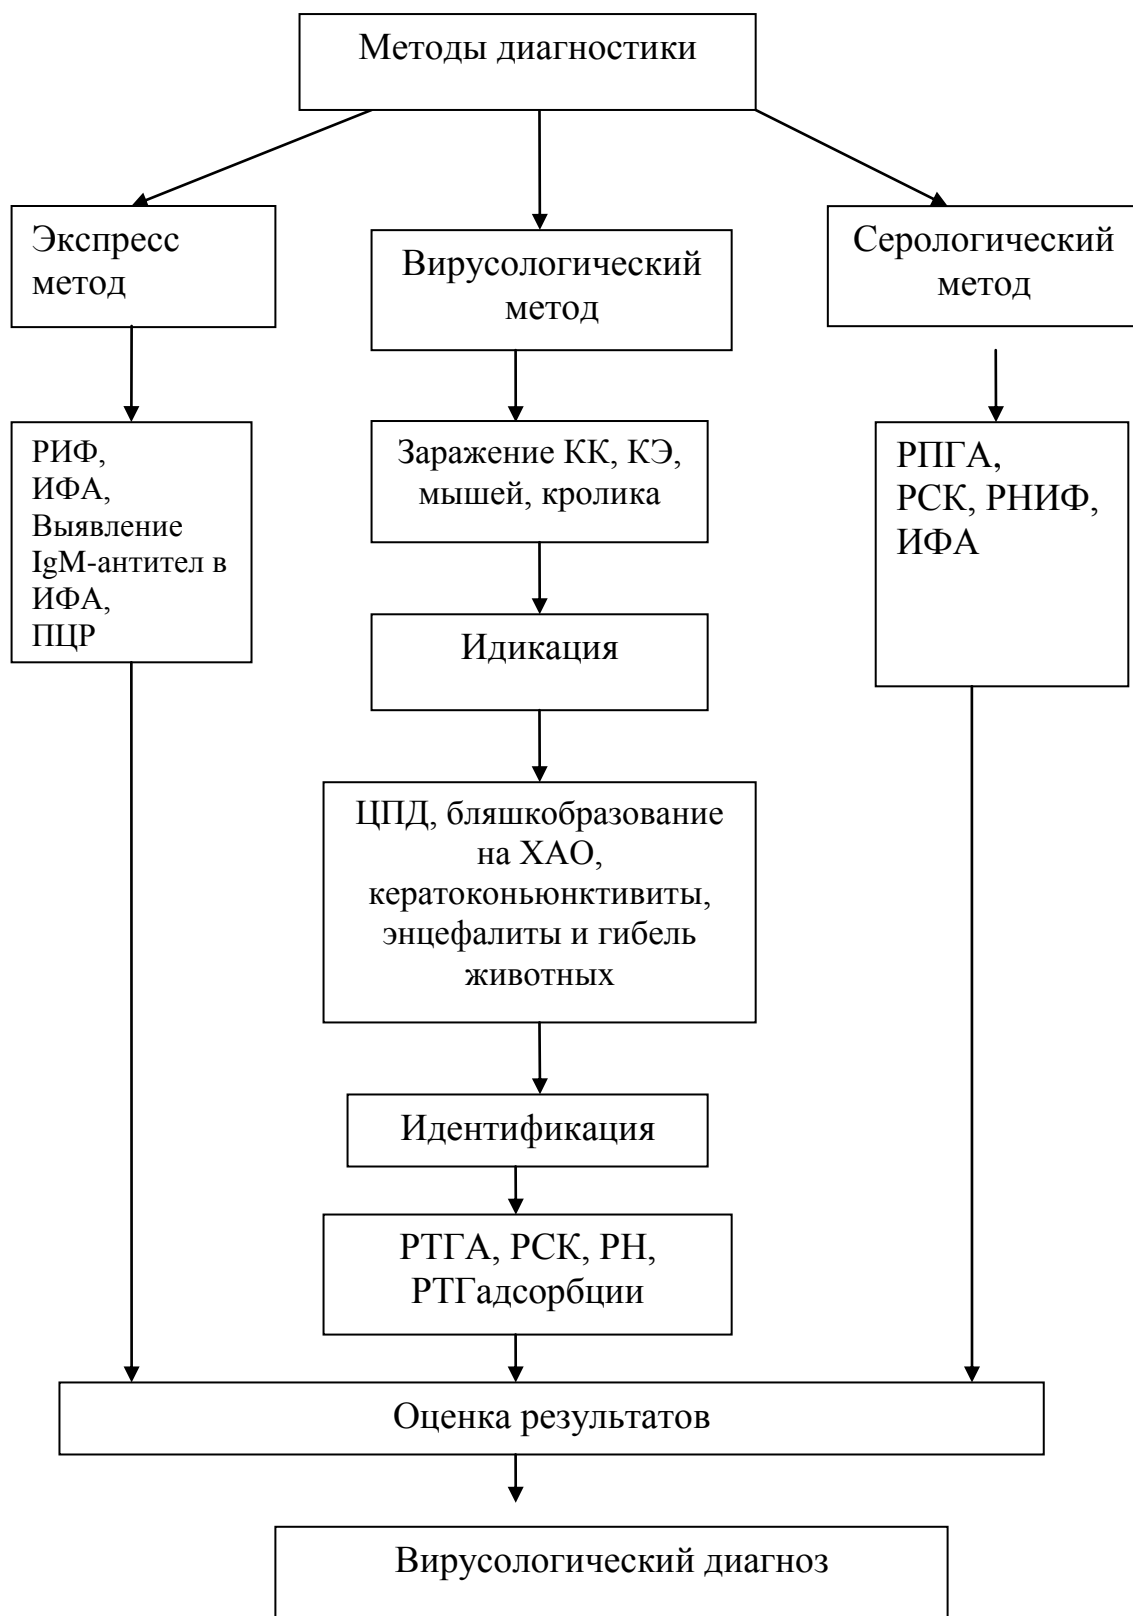 Методы диагностики
Экспресс
метод
Вирусологический
метод
Серологический
метод
РИФ,
ИФА,
Выявление
IgM-антител в
ИФА,
ПЦР
Заражение КК, КЭ,
мышей, кролика
РПГА,
РСК, РНИФ,
ИФА
Идикация
ЦПД, бляшкобразование
на ХАО,
кератоконьюнктивиты,
энцефалиты и гибель
животных
Идентификация
РТГА, РСК, РН,
РТГадсорбции
Оценка результатов
Вирусологический диагноз